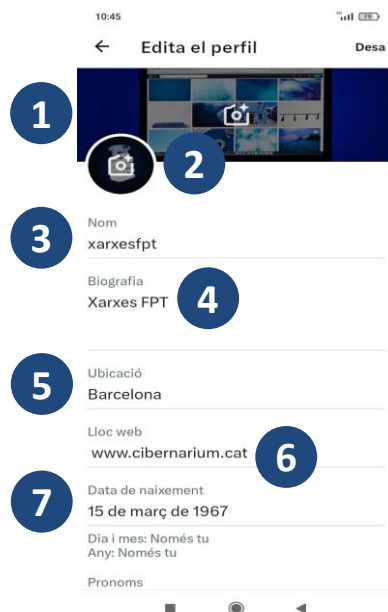 10:45
79
Edita el perfil
Desa
1
2
3
Nom
xarxesfpt
Biografia
Xarxes FPT
4
5
Ubicació
Barcelona
Lloc web
www.cibernarium.cat
6
7
Data de naixement
15 de març de 1967
Dia i mes: Només tu
Any: Només tu
Pronoms